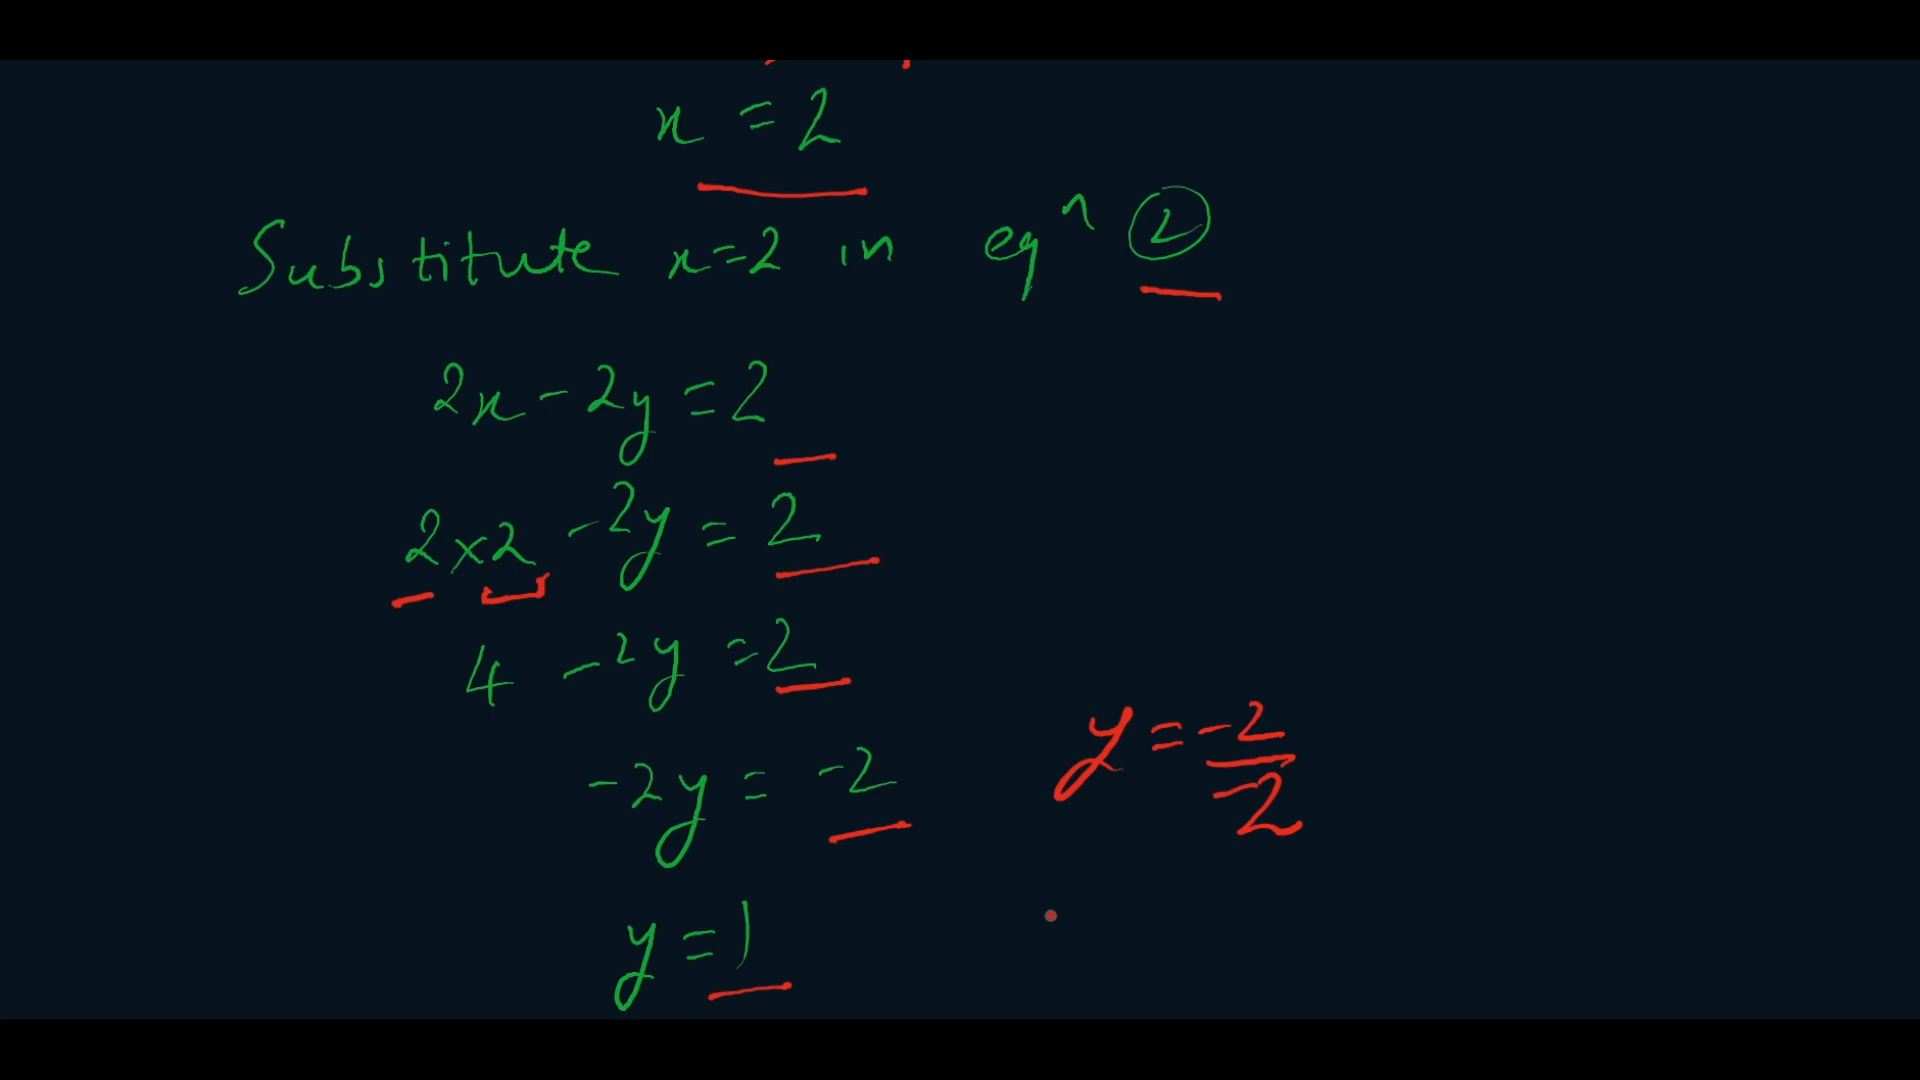 x = 2
Substitute x=2 in eqⁿ ②
2x - 2y = 2
2×2 - 2y = 2
4 - 2y = 2
-2y = -2
y = -2/-2
y = 1